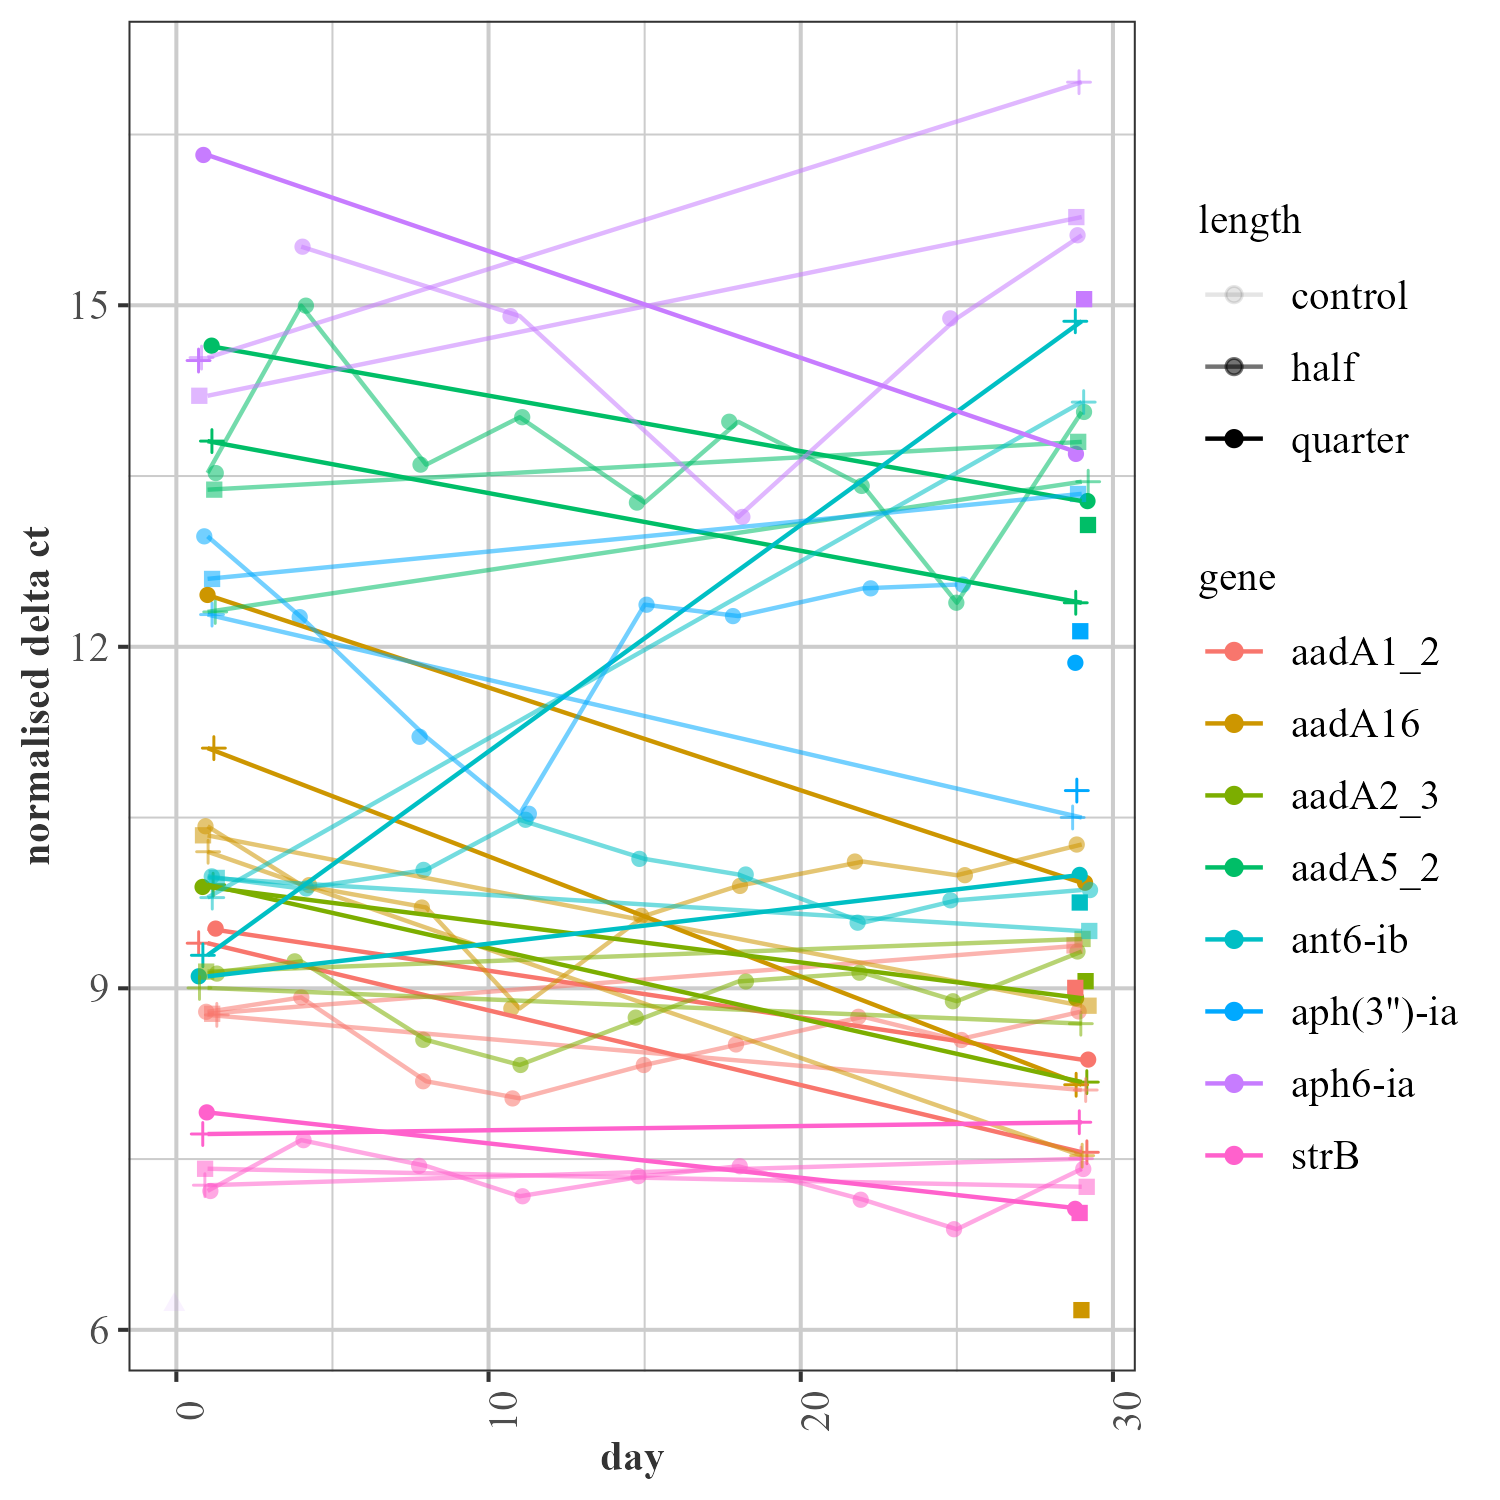 15
12
9
6
normalised delta ct
0
10
20
30
day
length
control
half
quarter
gene
aadA1_2
aadA16
aadA2_3
aadA5_2
ant6-ib
aph(3")-ia
aph6-ia
strB